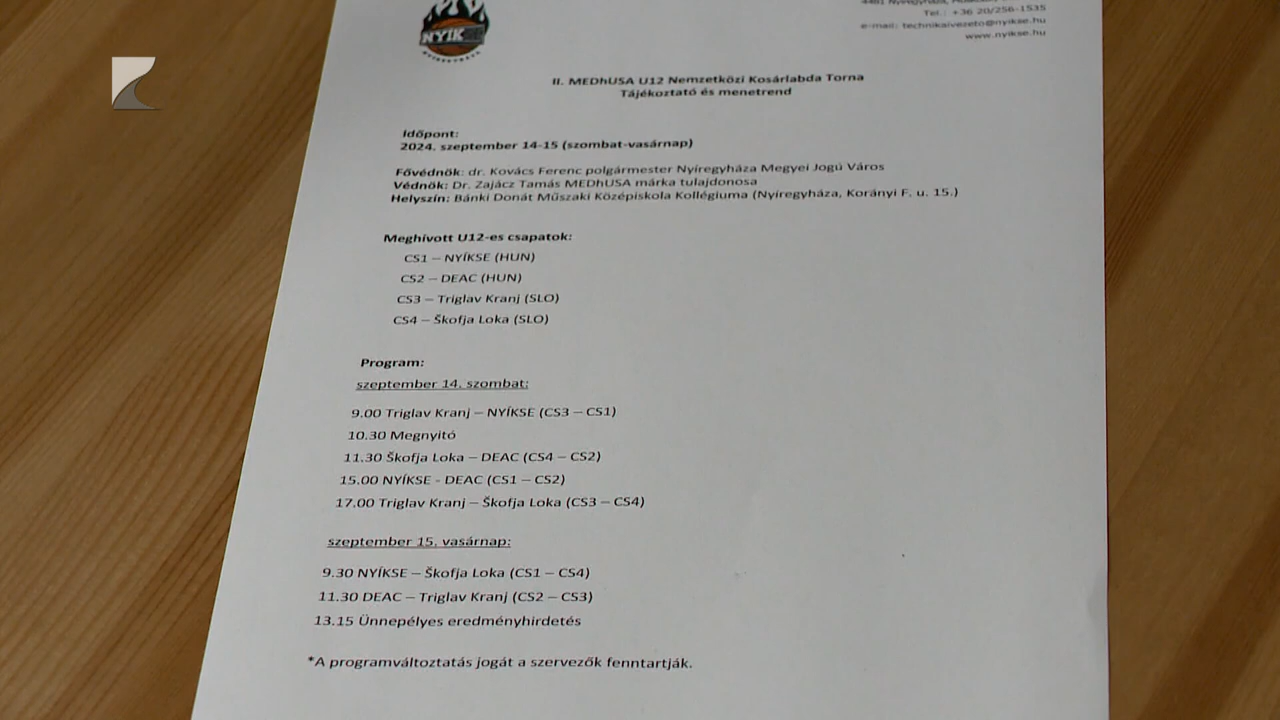 NYÍKSE
NYÍREGYHÁZA
4481 Nyíregyháza,
Tel.: +36 20/256-1535
e-mail: technikaivezeto@nyikse.hu
www.nyikse.hu
II. MEDhUSA U12 Nemzetközi Kosárlabda Torna
Tájékoztató és menetrend
Időpont:
2024. szeptember 14-15 (szombat-vasárnap)
Fővédnök: dr. Kovács Ferenc polgármester Nyíregyháza Megyei Jogú Város
Védnök: Dr. Zajácz Tamás MEDhUSA márka tulajdonosa
Helyszín: Bánki Donát Műszaki Középiskola Kollégiuma (Nyíregyháza, Korányi F. u. 15.)
Meghívott U12-es csapatok:
CS1 – NYÍKSE (HUN)
CS2 – DEAC (HUN)
CS3 – Triglav Kranj (SLO)
CS4 – Škofja Loka (SLO)
Program:
szeptember 14. szombat:
9.00 Triglav Kranj – NYÍKSE (CS3 – CS1)
10.30 Megnyitó
11.30 Škofja Loka – DEAC (CS4 – CS2)
15.00 NYÍKSE - DEAC (CS1 – CS2)
17.00 Triglav Kranj – Škofja Loka (CS3 – CS4)
szeptember 15. vasárnap:
9.30 NYÍKSE – Škofja Loka (CS1 – CS4)
11.30 DEAC – Triglav Kranj (CS2 – CS3)
13.15 Ünnepélyes eredményhirdetés
*A programváltoztatás jogát a szervezők fenntartják.